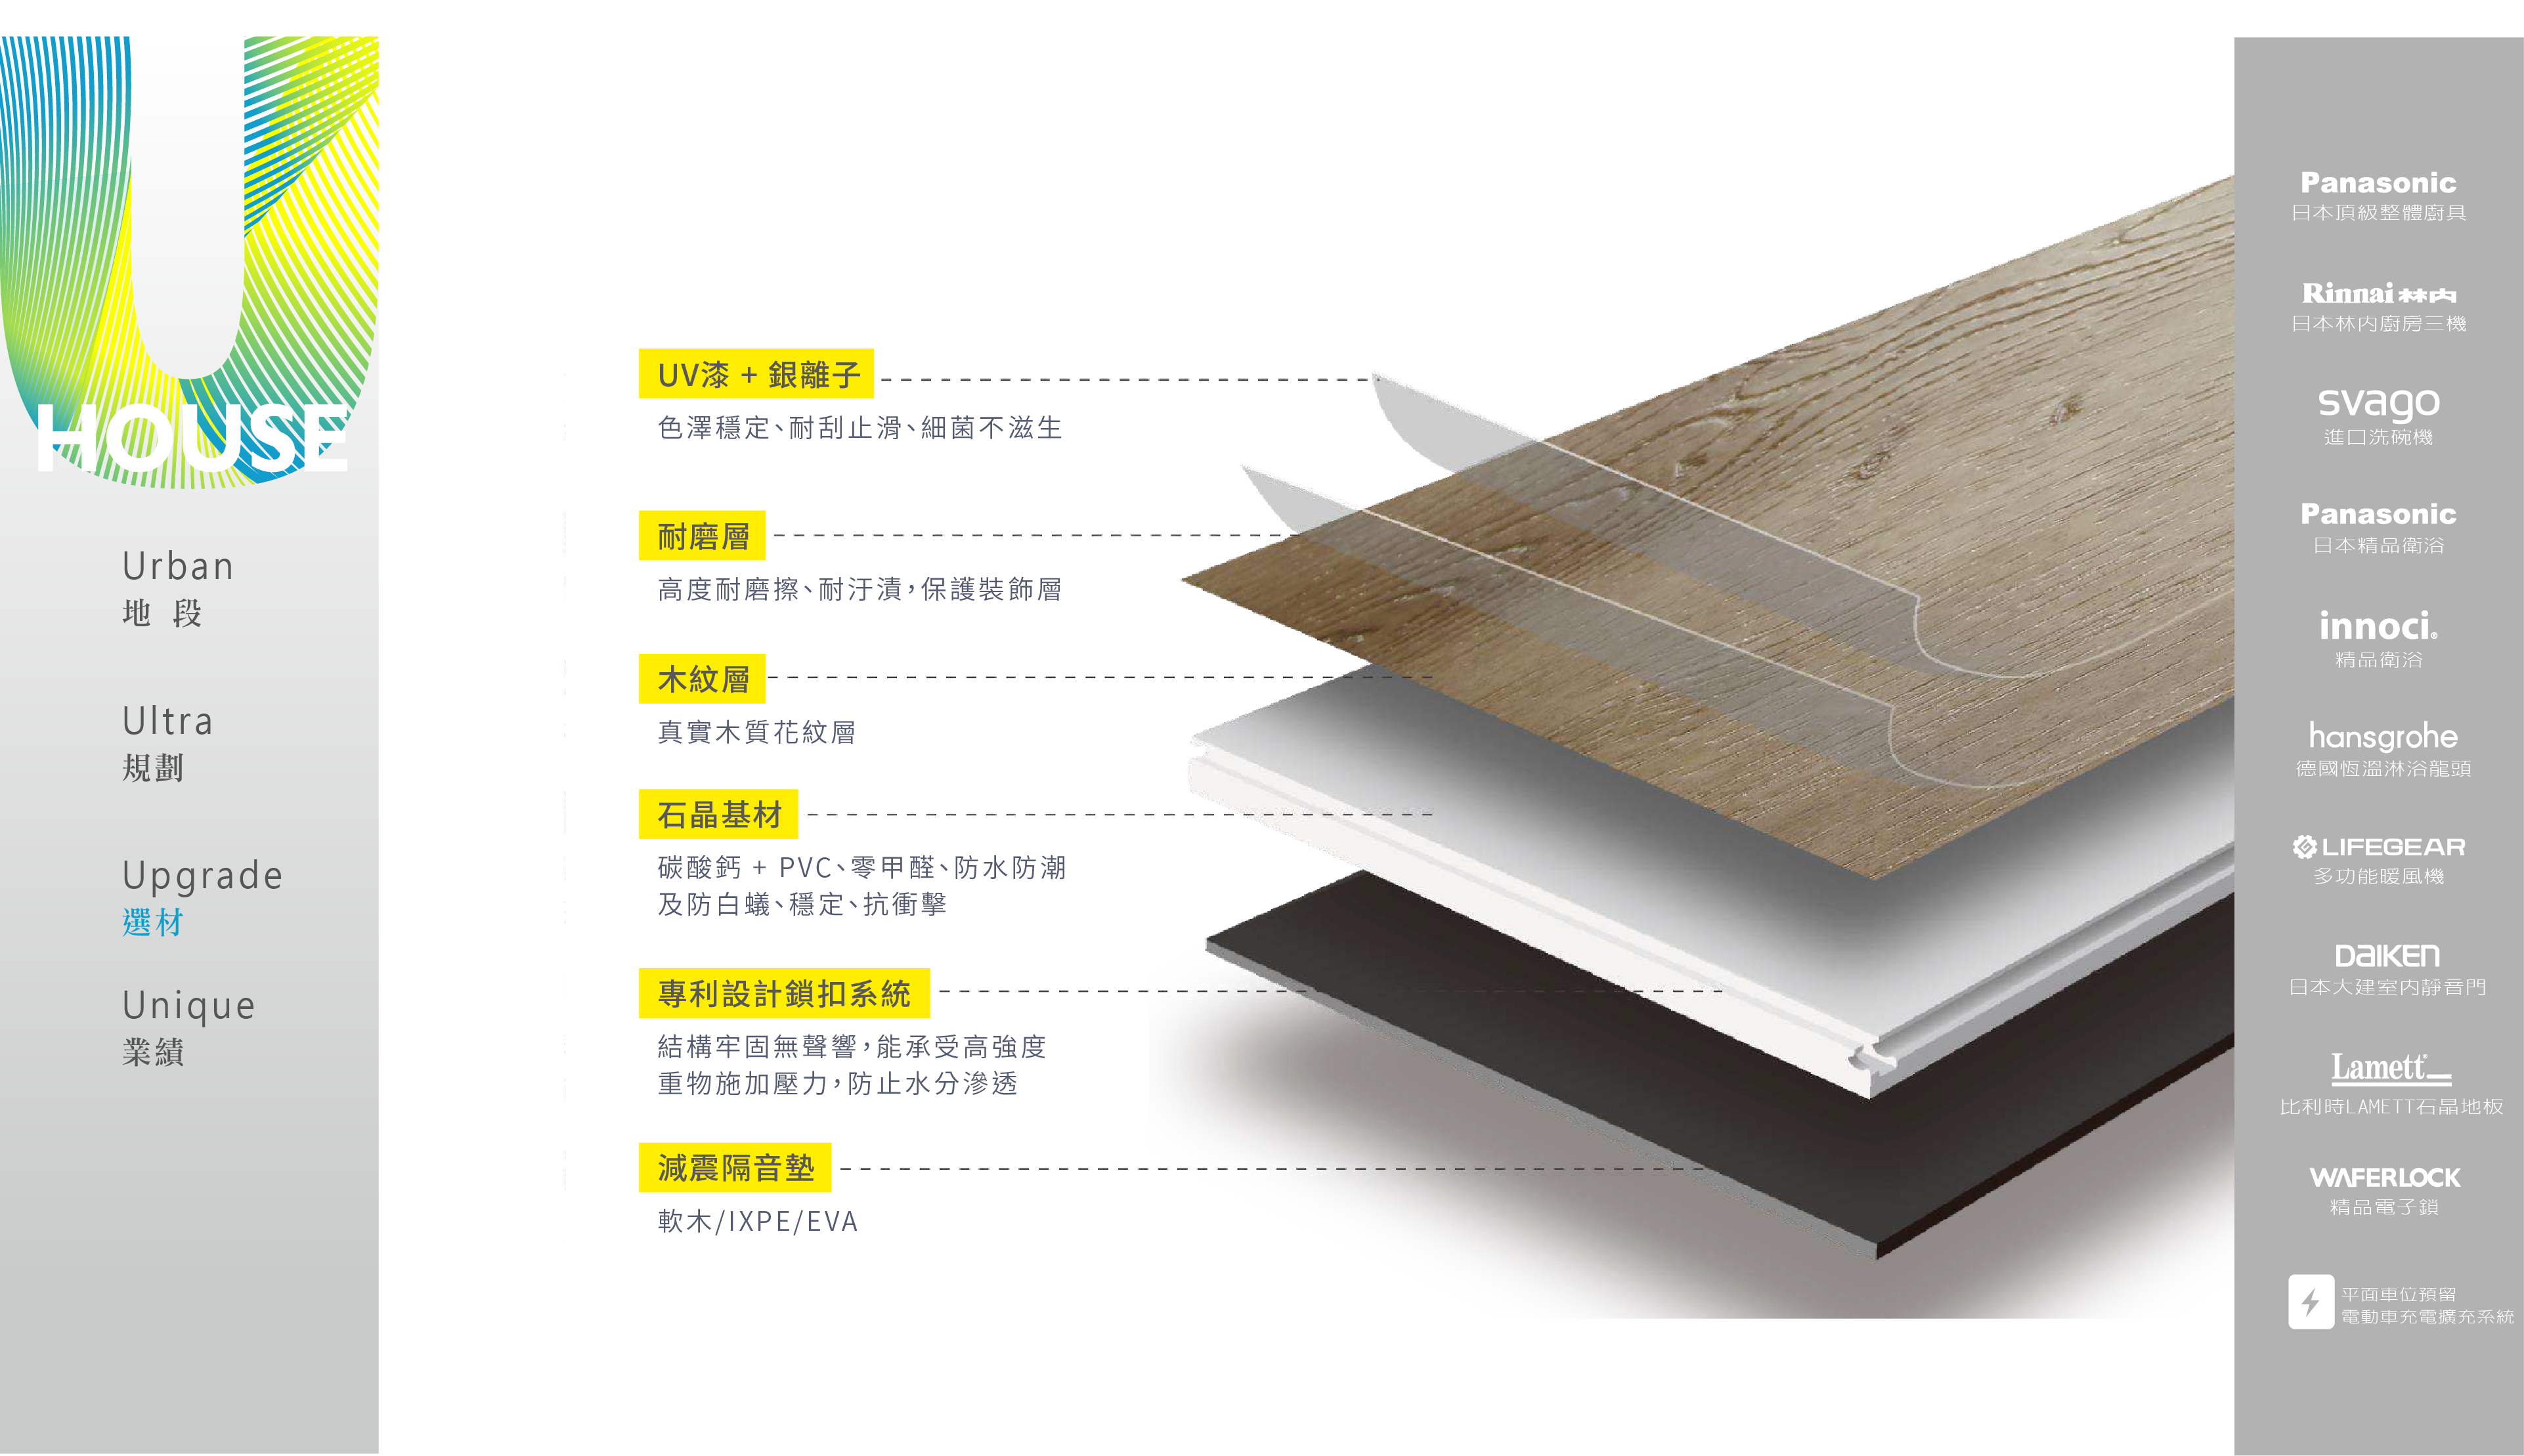 U
HOUSE
Urban
地 段
Ultra
規劃
Upgrade
選材
Unique
業績
UV漆 + 銀離子
色澤穩定、耐刮止滑、細菌不滋生
耐磨層
高度耐磨擦、耐汙漬，保護裝飾層
木紋層
真實木質花紋層
石晶基材
碳酸鈣 + PVC、零甲醛、防水防潮
及防白蟻、穩定、抗衝擊
專利設計鎖扣系統
結構牢固無聲響，能承受高強度
重物施加壓力，防止水分滲透
減震隔音墊
軟木/IXPE/EVA
Panasonic
日本頂級整體廚具
Rinnai 林内
日本林内廚房三機
svago
進口洗碗機
Panasonic
日本精品衛浴
innoci®
精品衛浴
hansgrohe
德國恆溫淋浴龍頭
LIFEGEAR
多功能暖風機
DAIKEN
日本大建室內靜音門
Lamett
比利時LAMETT石晶地板
WAFERLOCK
精品電子鎖
平面車位預留
電動車充電擴充系統